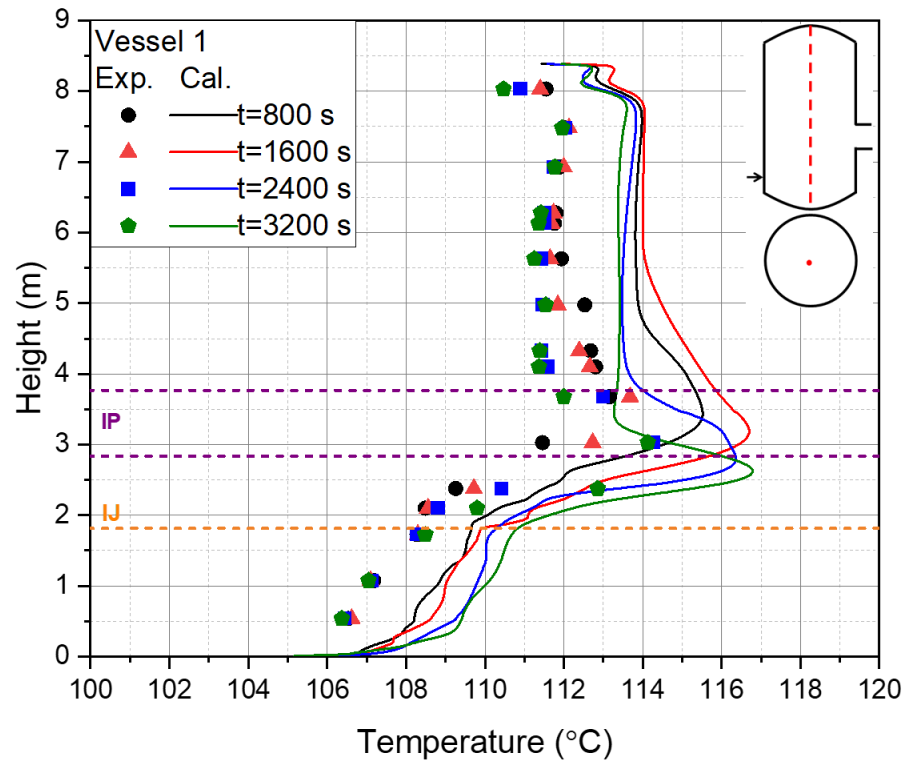 Vessel 1
Exp. Cal.
t=800 s
t=1600 s
t=2400 s
t=3200 s
9
8
7
6
5
4
3
2
1
0
Height (m)
IP
IJ
100 102 104 106 108 110 112 114 116 118 120
Temperature (°C)